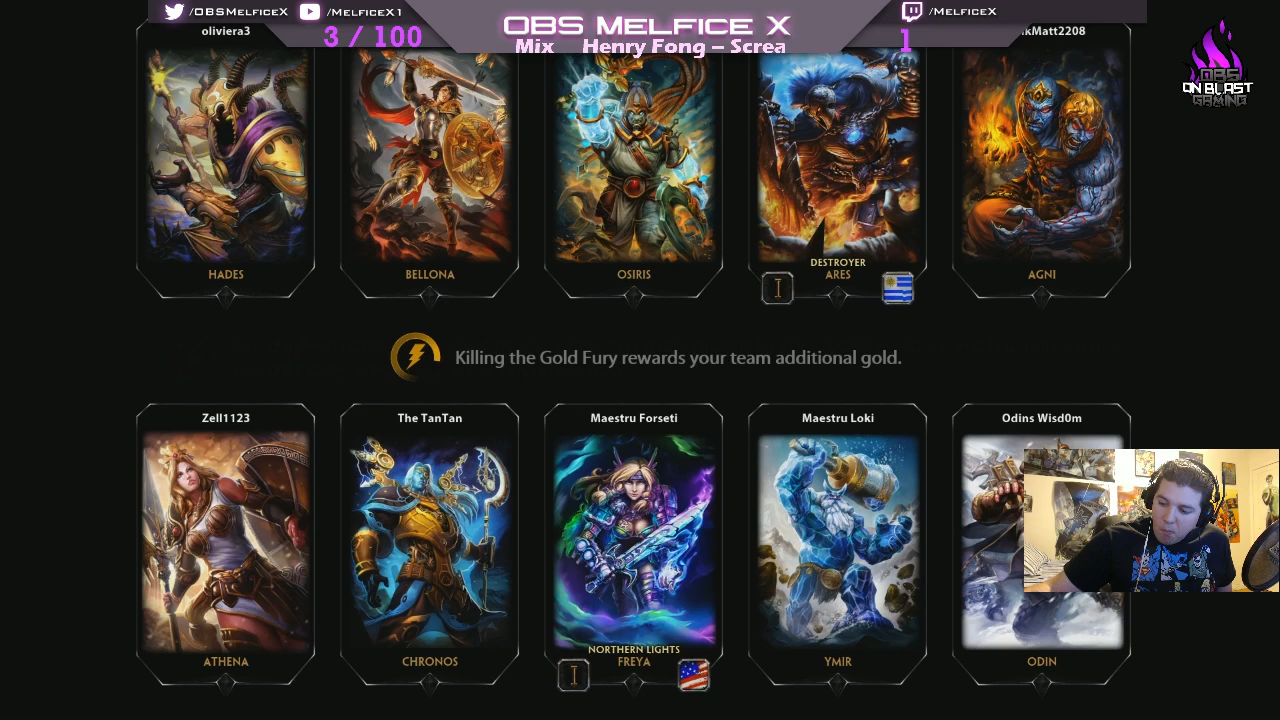 /OBSMelficeX
/MelficeX1
OBS Melfice X
/MelficeX
3 / 100
Mix Henry Fong – Screa
1
OBS
ON BLAST
GAMING
oliviera3
kMatt2208
HADES
BELLONA
OSIRIS
DESTROYER
ARES
I
AGNI
Killing the Gold Fury rewards your team additional gold.
Zell1123
The TanTan
Maestru Forseti
Maestru Loki
Odins Wisd0m
ATHENA
CHRONOS
NORTHERN LIGHTS
FREYA
I
YMIR
ODIN